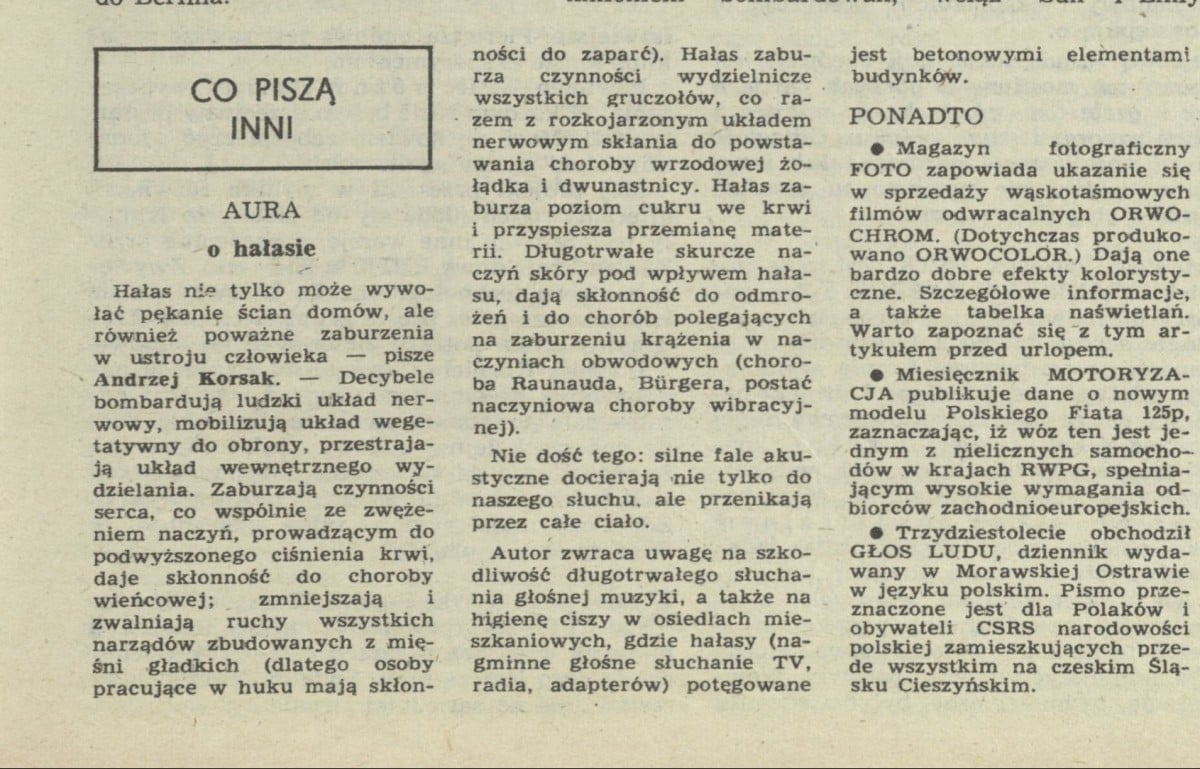 CO PISZĄ
INNI
AURA
o hałasie
Hałas nie tylko może wywo-
łać pękanie ścian domów, ale
również poważne zaburzenia
w ustroju człowieka — pisze
Andrzej Korsak. — Decybele
bombardują ludzki układ ner-
wowy, mobilizują układ wege-
tatywny do obrony, przestraja-
ją układ wewnętrznego wy-
dzielania. Zaburzają czynności
serca, co wspólnie ze zwęże-
niem naczyń, prowadzącym do
podwyższonego ciśnienia krwi,
daje skłonność do choroby
wieńcowej; zmniejszają i
zwalniają ruchy wszystkich
narządów zbudowanych z mię-
śni gładkich (dlatego osoby
pracujące w huku mają skłon-
ności do zaparć). Hałas zabu-
rza czynności wydzielnicze
wszystkich gruczołów, co ra-
zem z rozkojarzonym układem
nerwowym skłania do powsta-
wania choroby wrzodowej żo-
łądka i dwunastnicy. Hałas za-
burza poziom cukru we krwi
i przyspiesza przemianę mate-
rii. Długotrwałe skurcze na-
czyń skóry pod wpływem hała-
su, dają skłonność do odmro-
żeń i do chorób polegających
na zaburzeniu krążenia w na-
czyniach obwodowych (choro-
ba Raunauda, Bürgera, postać
naczyniowa choroby wibracyj-
nej).
Nie dość tego: silne fale aku-
styczne docierają nie tylko do
naszego słuchu, ale przenikają
przez całe ciało.
Autor zwraca uwagę na szko-
dliwość długotrwałego słucha-
nia głośnej muzyki, a także na
higienę ciszy w osiedlach mie-
szkaniowych, gdzie hałasy (na-
gminne głośne słuchanie TV,
radia, adapterów) potęgowane
jest betonowymi elementami
budynków.
PONADTO
● Magazyn fotograficzny
FOTO zapowiada ukazanie się
w sprzedaży wąskotaśmowych
filmów odwracalnych ORWO-
CHROM. (Dotychczas produko-
wano ORWOCOLOR.) Dają one
bardzo dobre efekty kolorysty-
czne. Szczegółowe informacje,
a także tabelka naświetlań.
Warto zapoznać się z tym ar-
tykułem przed urlopem.
● Miesięcznik MOTORYZA-
CJA publikuje dane o nowym
modelu Polskiego Fiata 125p,
zaznaczając, iż wóz ten jest je-
dnym z nielicznych samocho-
dów w krajach RWPG, spełnia-
jącym wysokie wymagania od-
biorców zachodnioeuropejskich.
● Trzydziestolecie obchodził
GŁOS LUDU, dziennik wyda-
wany w Morawskiej Ostrawie
w języku polskim. Pismo prze-
znaczone jest dla Polaków i
obywateli CSRS narodowości
polskiej zamieszkujących prze-
de wszystkim na czeskim Ślą-
sku Cieszyńskim.